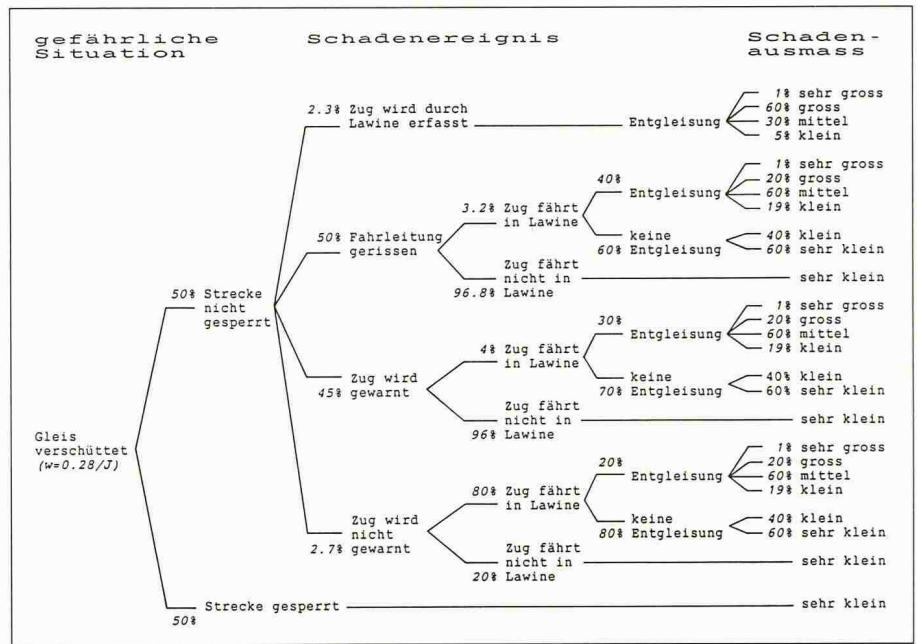 gefährliche
Situation
Schadenereignis
Schaden-
ausmass
2.3% Zug wird durch
Lawine erfasst
Entgleisung
1% sehr gross
60% gross
30% mittel
5% klein
50% Fahrleitung
gerissen
3.2% Zug fährt
in Lawine
40%
Entgleisung
1% sehr gross
20% gross
60% mittel
19% klein
keine
60% Entgleisung
40% klein
60% sehr klein
Zug fährt
nicht in
96.8% Lawine
sehr klein
50% Strecke
nicht
gesperrt
Zug wird
45% gewarnt
4% Zug fährt
in Lawine
30%
Entgleisung
1% sehr gross
20% gross
60% mittel
19% klein
keine
70% Entgleisung
40% klein
60% sehr klein
Zug fährt
nicht in
96% Lawine
sehr klein
Gleis
verschüttet
(w=0.28/J)
Zug wird
nicht
2.7% gewarnt
80% Zug fährt
in Lawine
20%
Entgleisung
1% sehr gross
20% gross
60% mittel
19% klein
keine
80% Entgleisung
40% klein
60% sehr klein
Zug fährt
nicht in
20% Lawine
sehr klein
Strecke gesperrt
50%
sehr klein